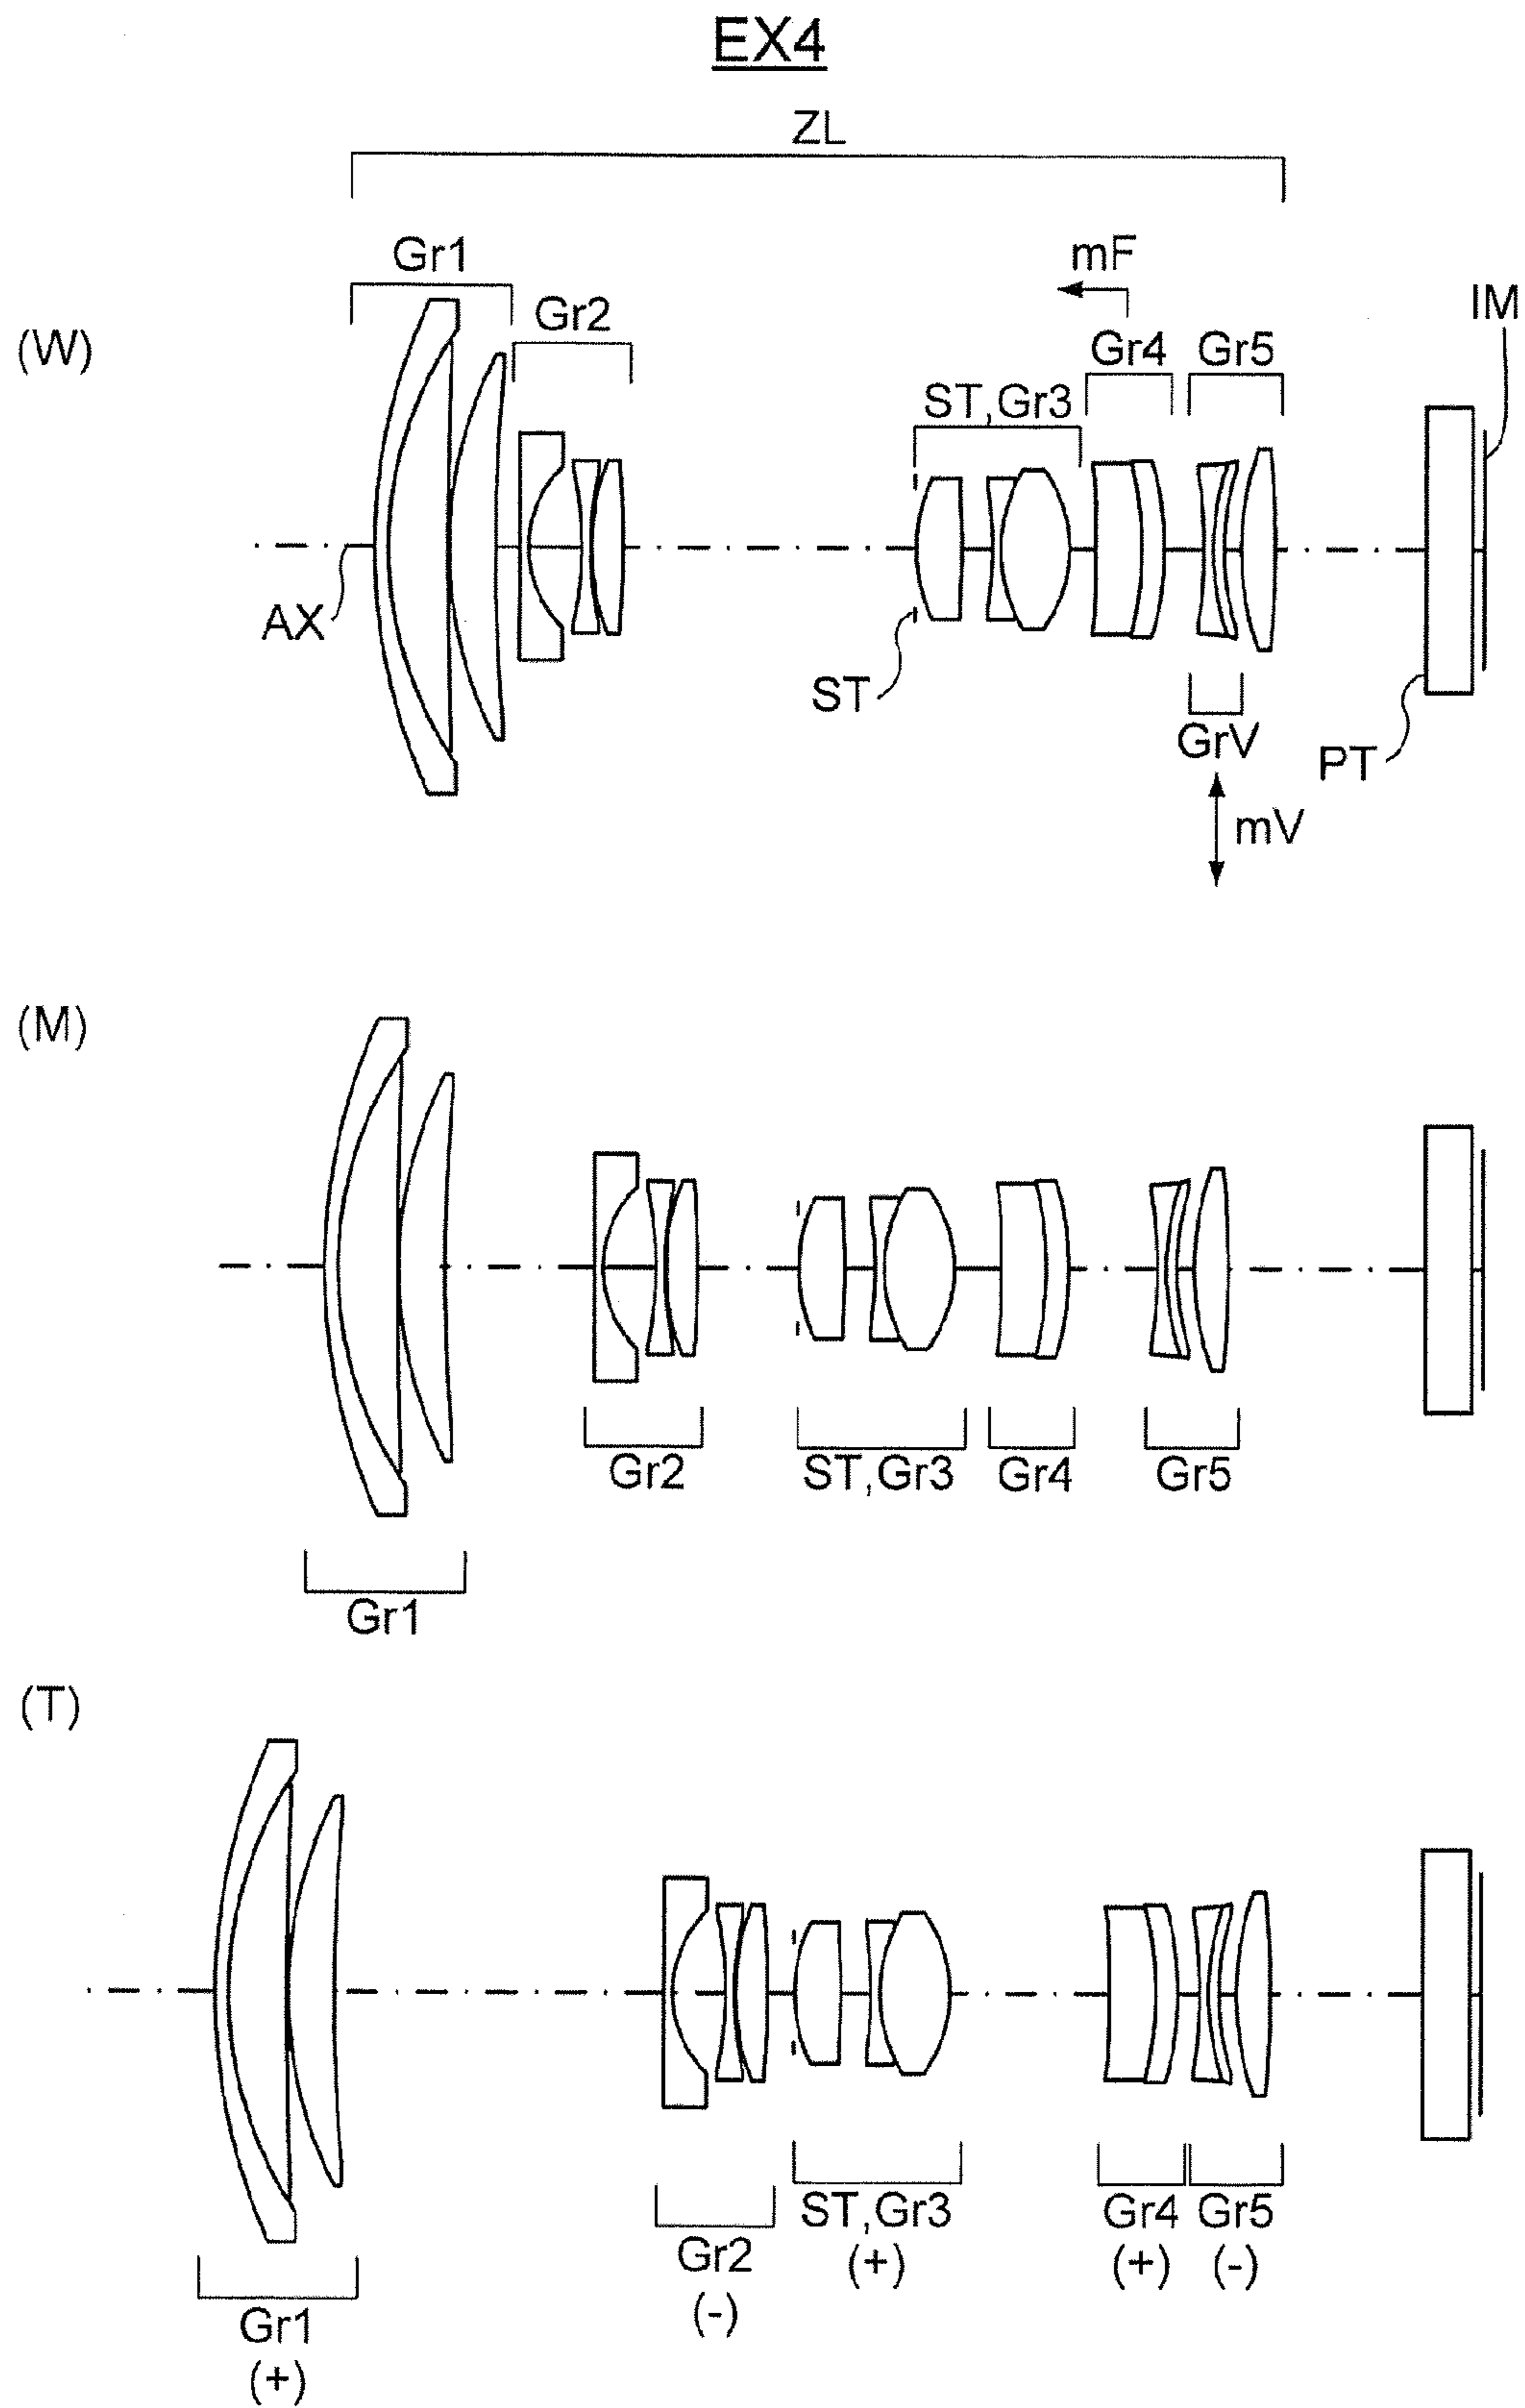 EX4
ZL
Gr1
mF
Gr2
IM
(W)
Gr4
Gr5
ST,Gr3
AX
ST
GrV
PT
mV
(M)
Gr2
ST,Gr3
Gr4
Gr5
Gr1
(T)
ST,Gr3
Gr4
Gr5
Gr2
(+)
(+)
(-)
(-)
Gr1
(+)